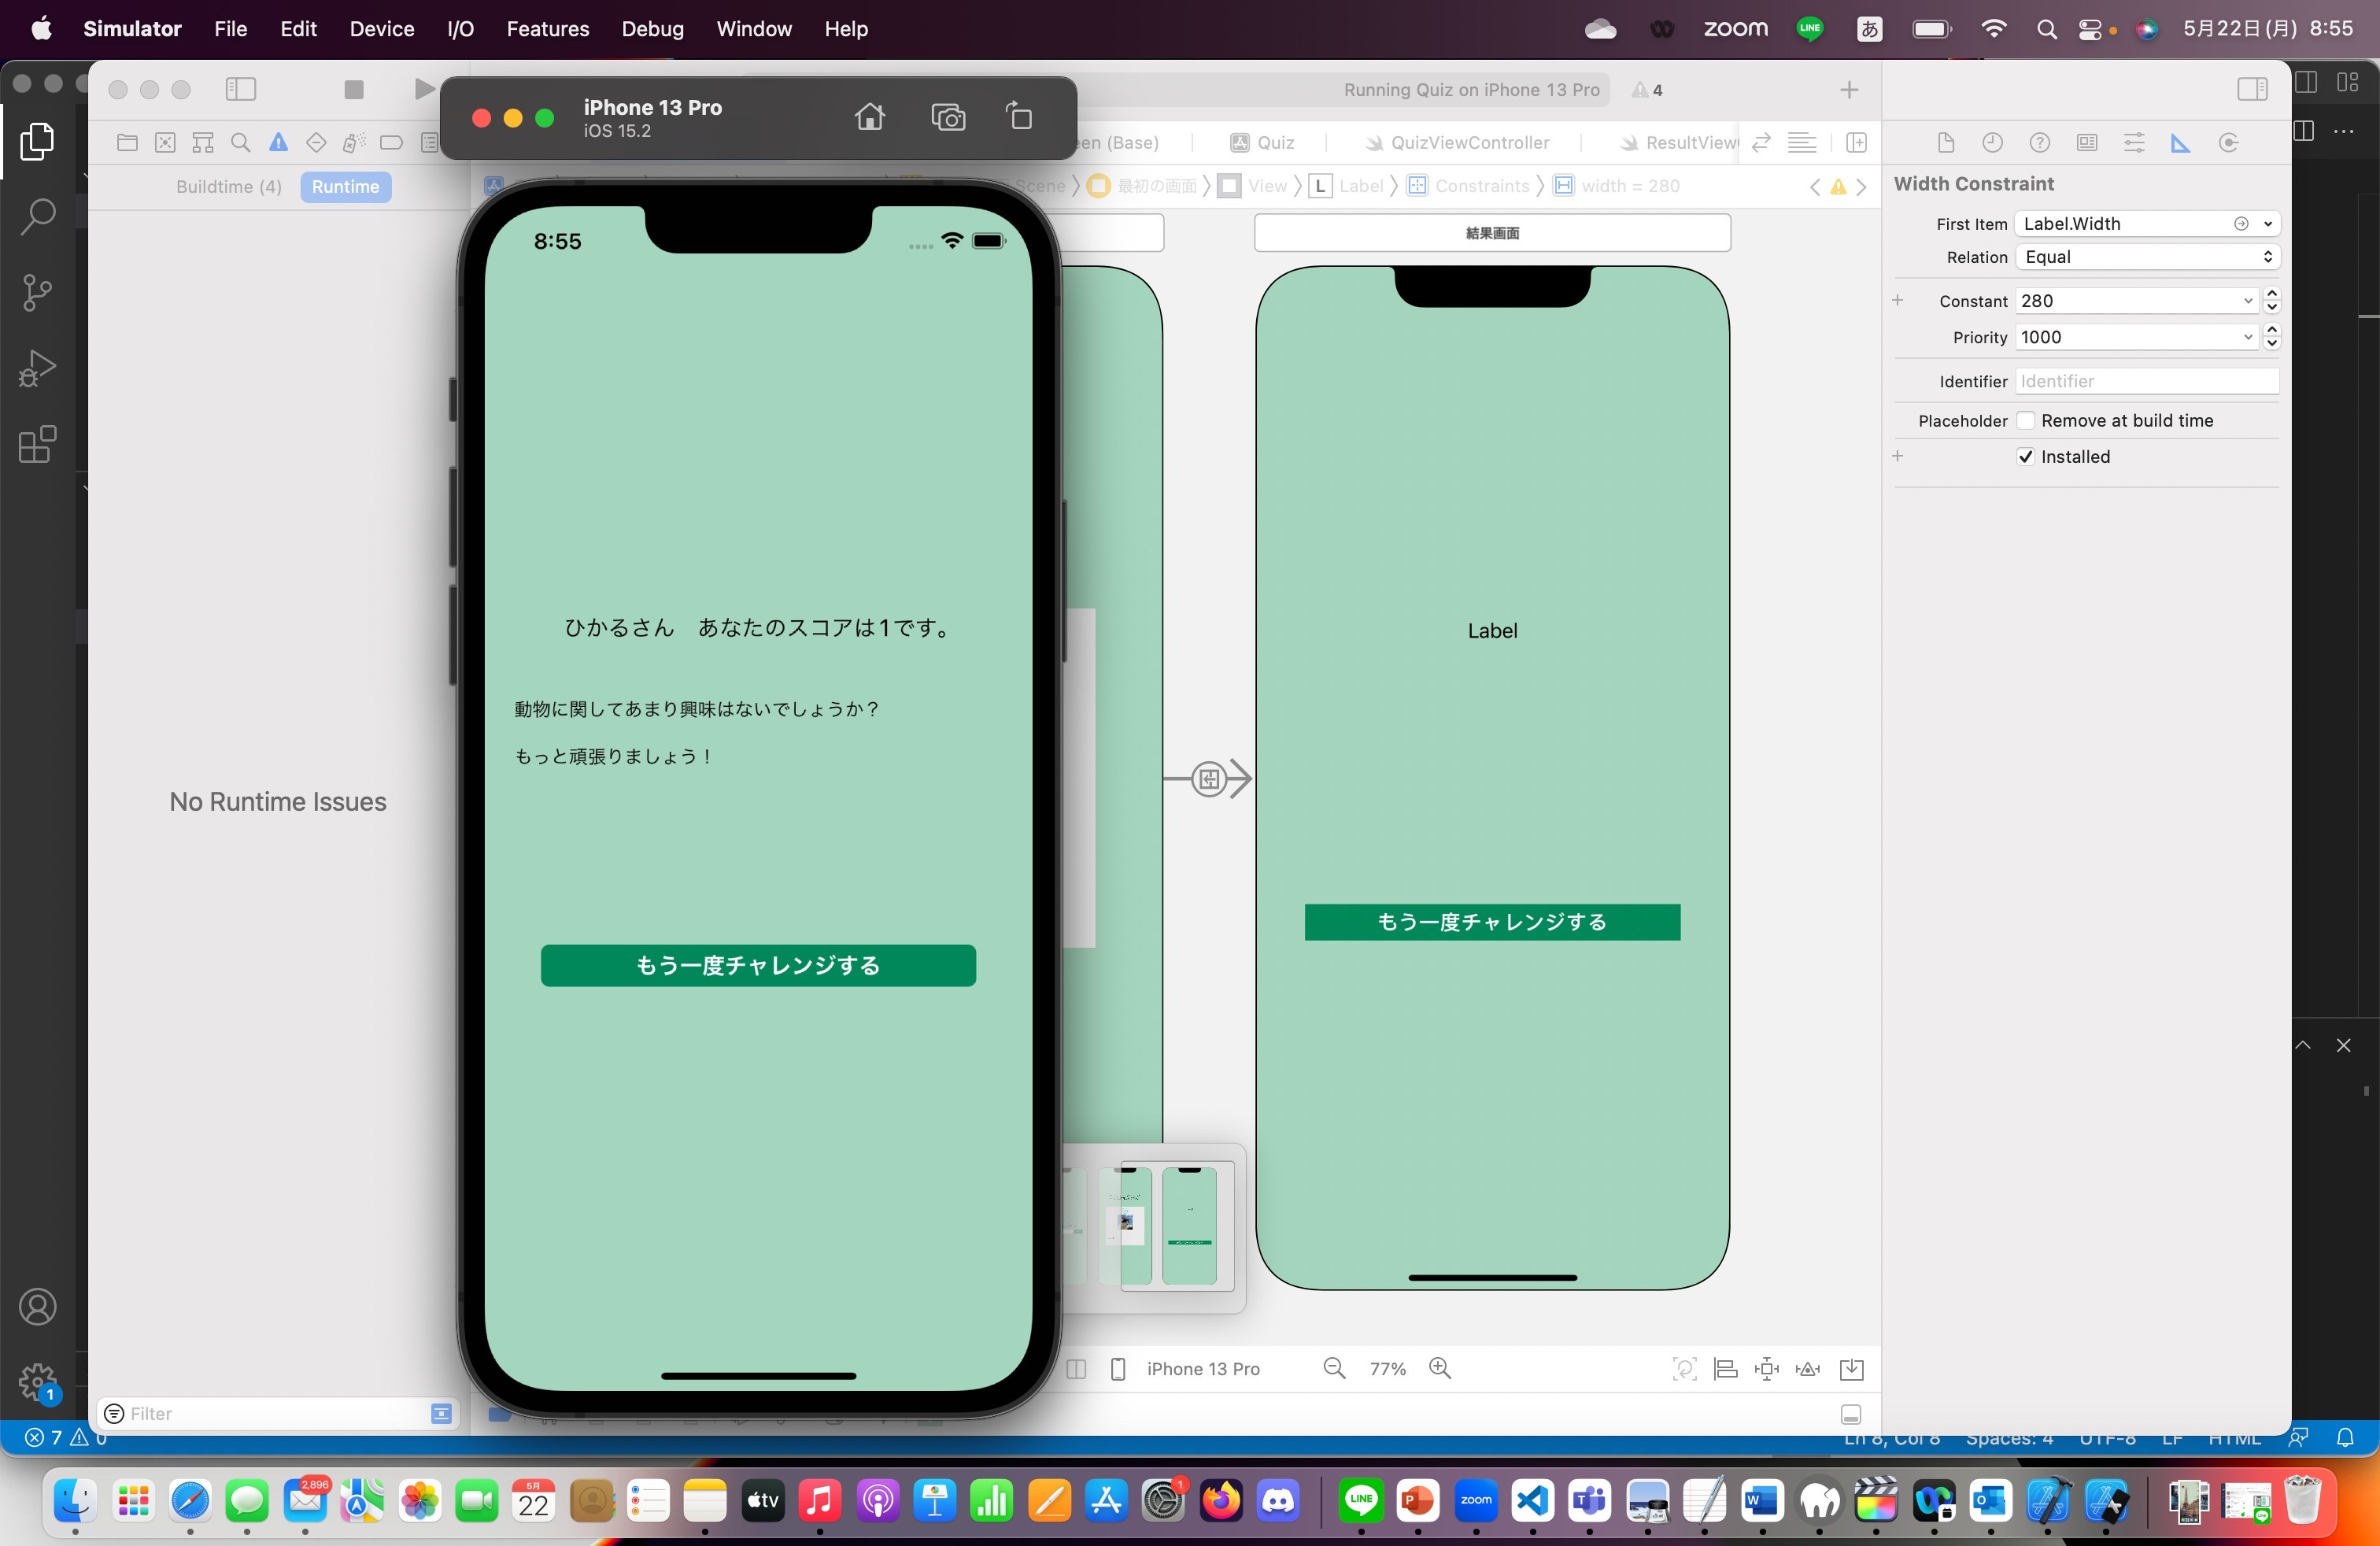 Simulator File Edit Device I/O Features Debug Window Help
zoom LINE あ 5月22日(月) 8:55
Running Quiz on iPhone 13 Pro 4
iPhone 13 Pro
iOS 15.2
en (Base) Quiz QuizViewController ResultView
Buildtime (4) Runtime
Scene 最初の画面 View L Label Constraints width = 280
Width Constraint
First Item Label.Width
Relation Equal
Constant 280
Priority 1000
Identifier Identifier
Placeholder Remove at build time
Installed
結果画面
8:55
ひかるさん　あなたのスコアは1です。
動物に関してあまり興味はないでしょうか？
もっと頑張りましょう！
もう一度チャレンジする
Label
もう一度チャレンジする
No Runtime Issues
iPhone 13 Pro 77%
Filter
1
7 0
Ln 8, Col 8 Spaces: 4 UTF-8 LF HTML
2,896
5月
22
tv
1
LINE
P
zoom
T
W
O